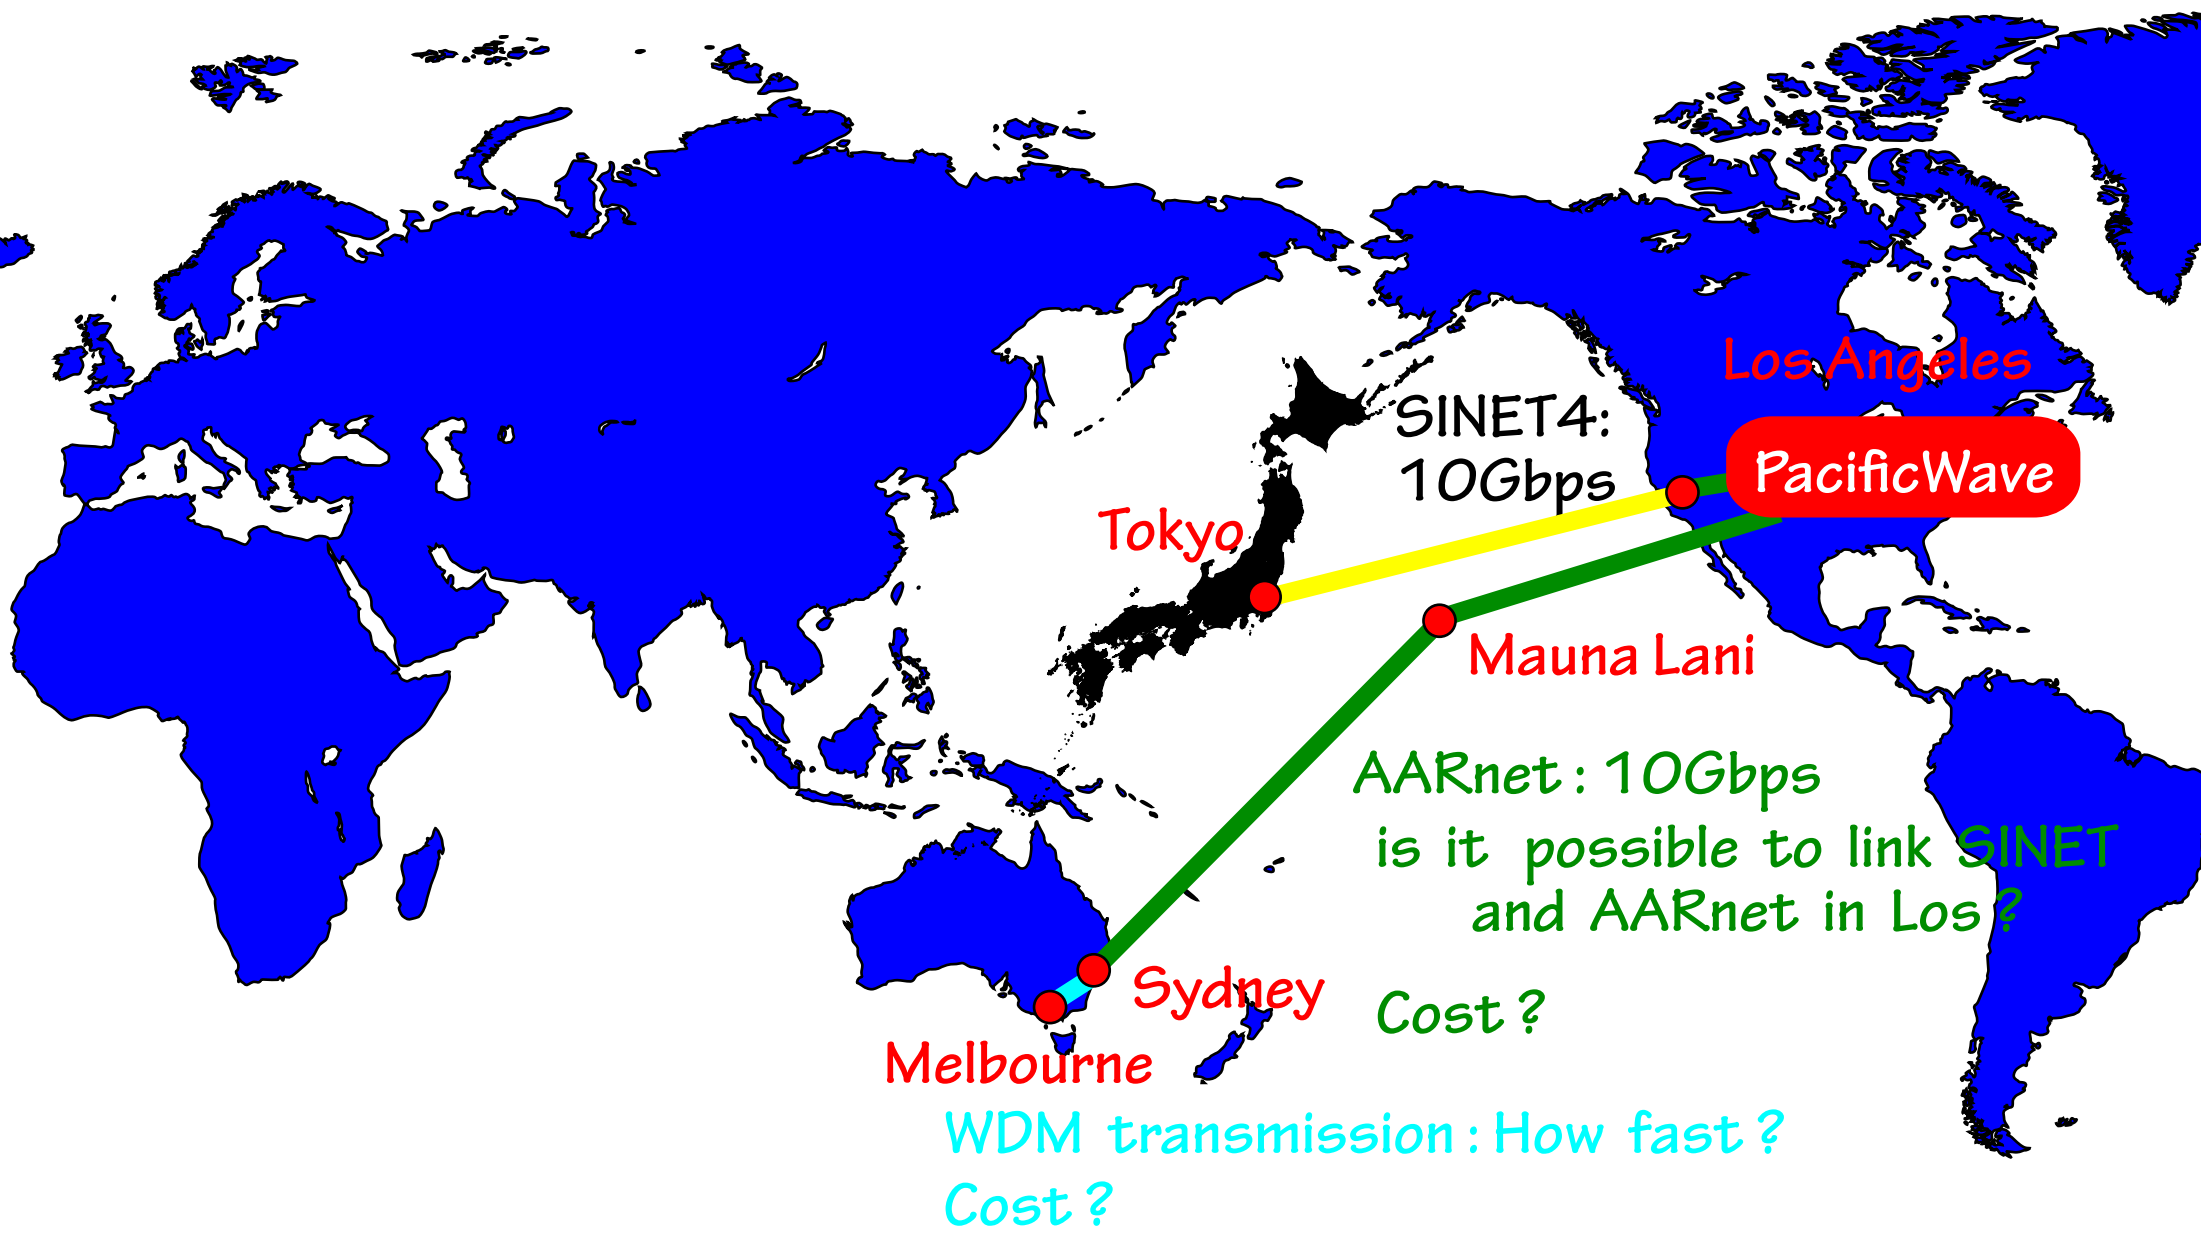 Los Angeles
SINET4:
10Gbps
PacificWave
Tokyo
Mauna Lani
AARnet : 10Gbps
is it possible to link SINET
and AARnet in Los ?
Sydney
Cost ?
Melbourne
WDM transmission : How fast ?
Cost ?